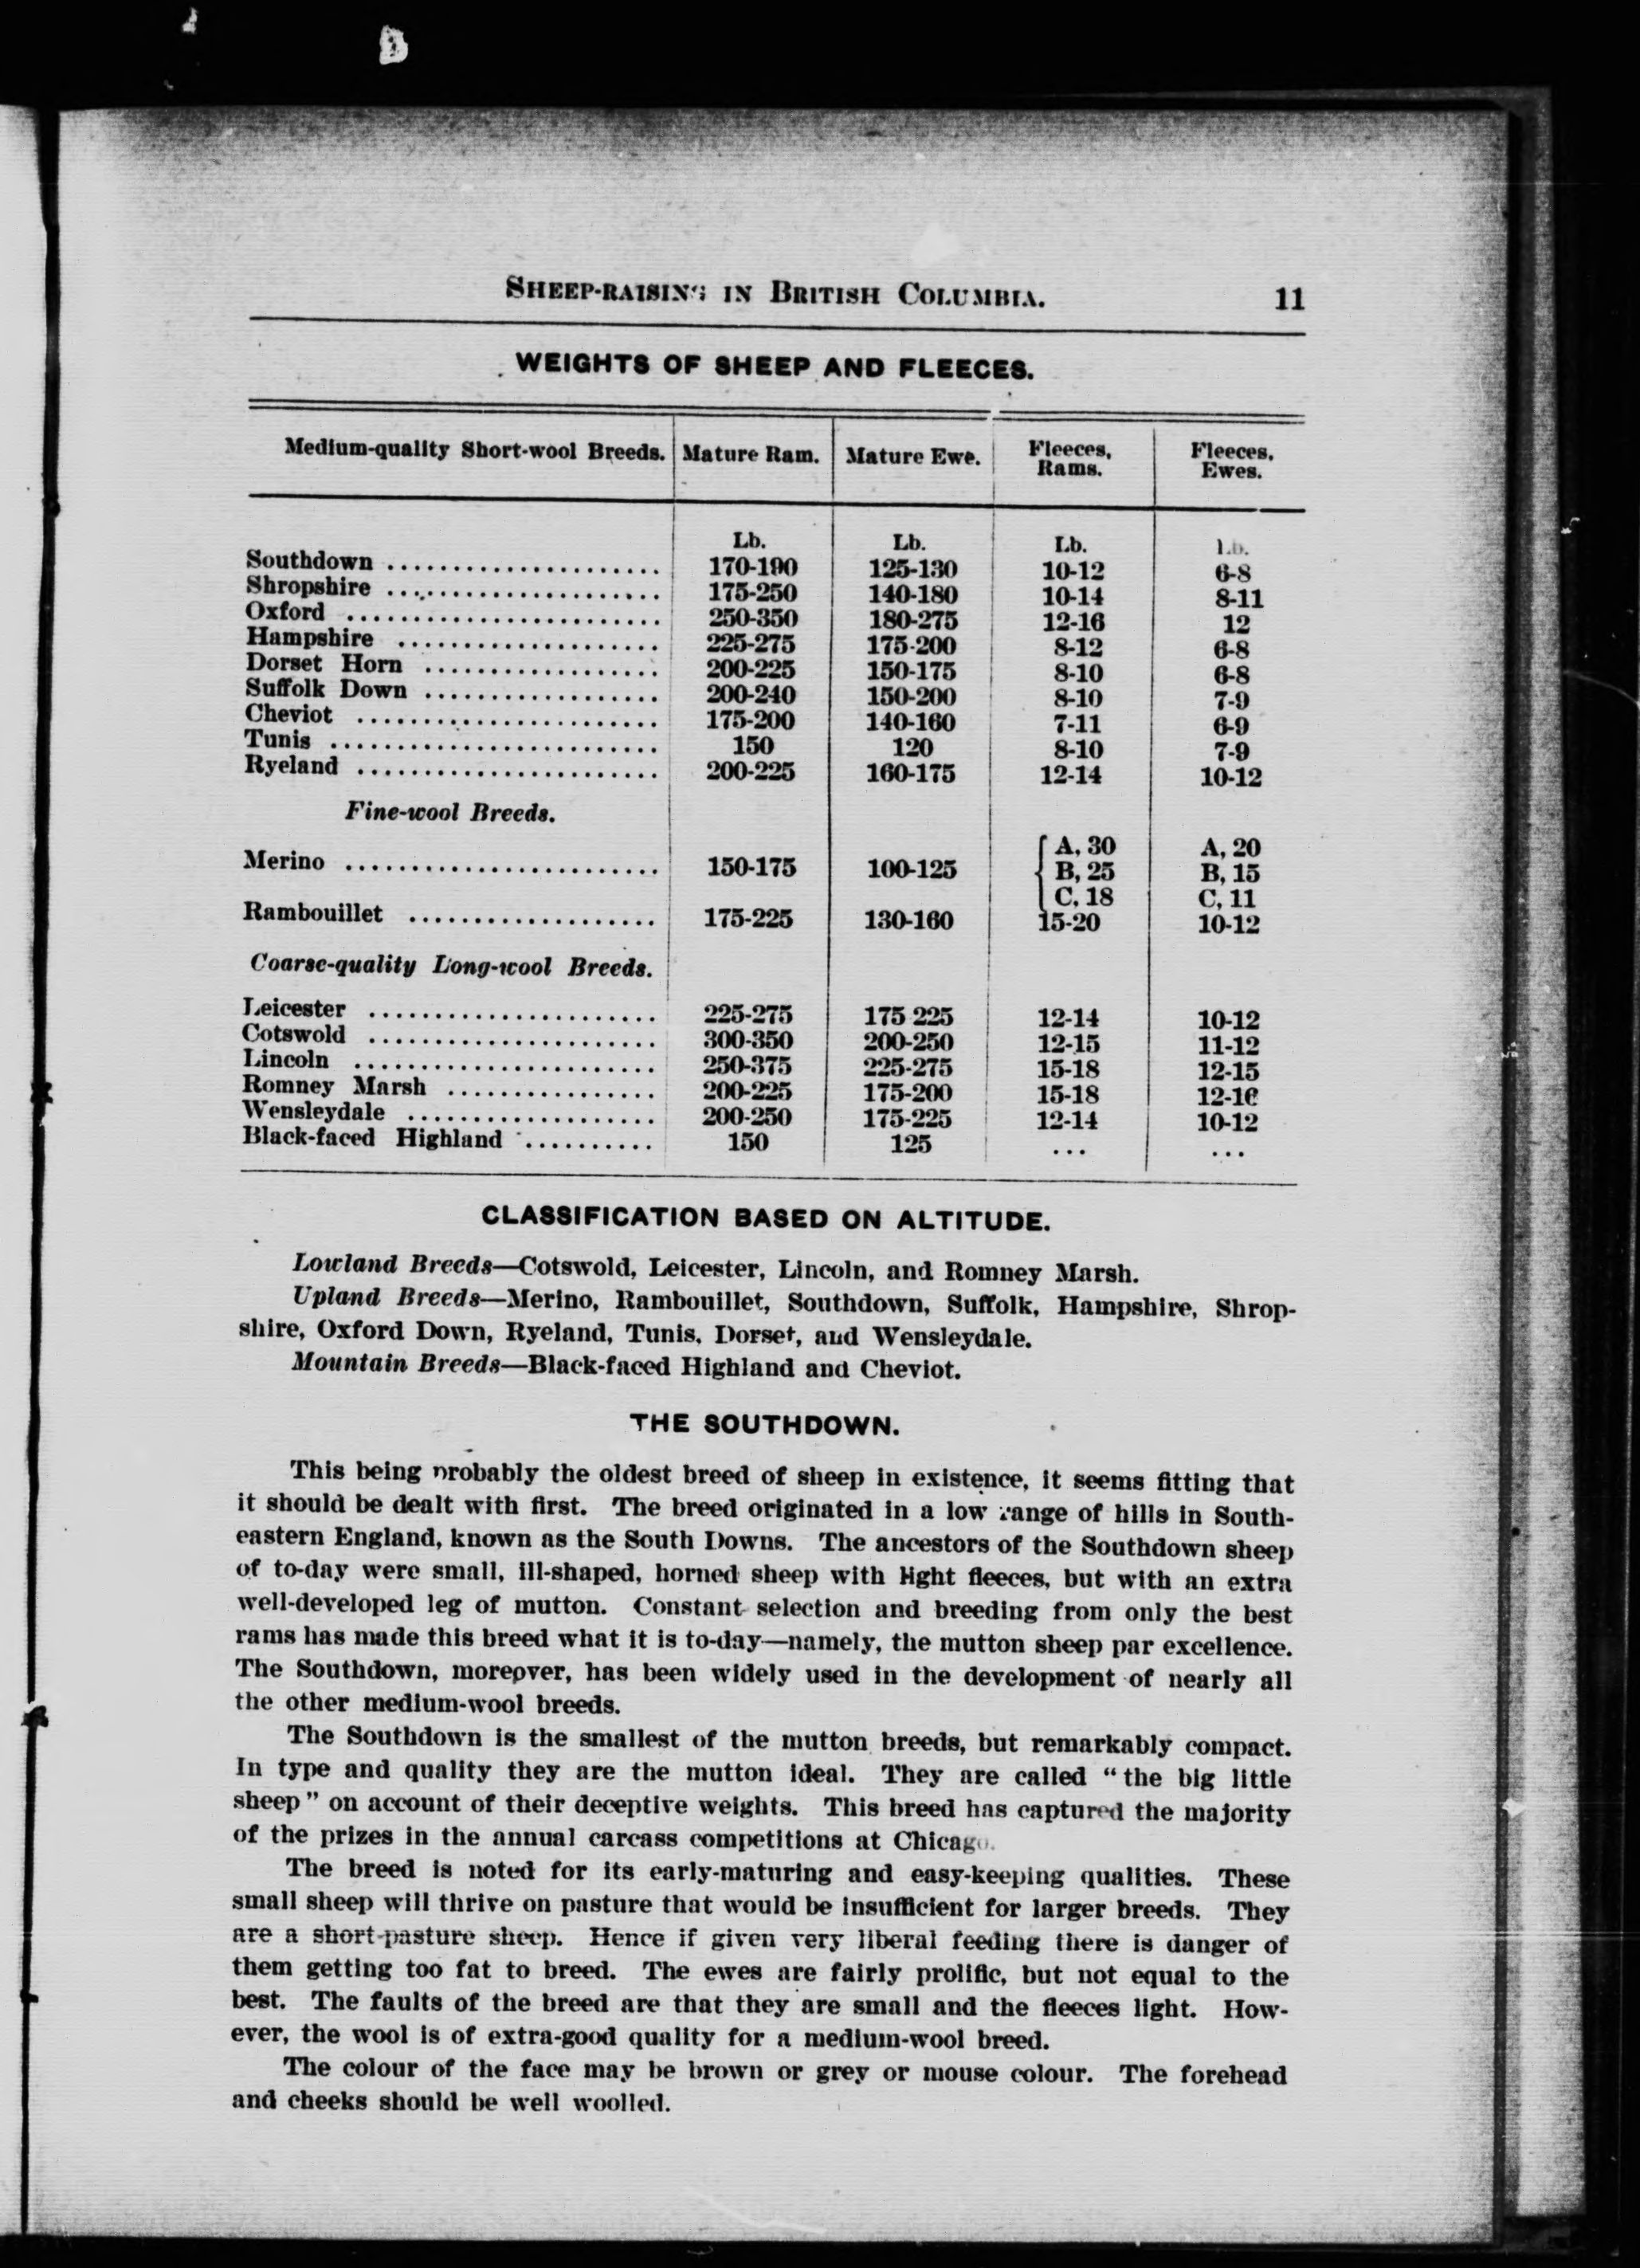 SHEEP-RAISING IN BRITISH COLUMBIA. 11
WEIGHTS OF SHEEP AND FLEECES.
Medium-quality Short-wool Breeds. Mature Ram. Mature Ewe. Fleeces, Rams. Fleeces, Ewes.
Lb. Lb. Lb. Lb.
Southdown ..................... 170-190 125-130 10-12 6-8
Shropshire ..................... 175-250 140-180 10-14 8-11
Oxford ........................ 250-350 180-275 12-16 12
Hampshire .................... 225-275 175-200 8-12 6-8
Dorset Horn .................. 200-225 150-175 8-10 6-8
Suffolk Down .................. 200-240 150-200 8-10 7-9
Cheviot ....................... 175-200 140-160 7-11 6-9
Tunis ......................... 150 120 8-10 7-9
Ryeland ....................... 200-225 160-175 12-14 10-12
Fine-wool Breeds.
A, 30 A, 20
Merino ........................ 150-175 100-125 B, 25 B, 15
C, 18 C, 11
Rambouillet ................... 175-225 130-160 15-20 10-12
Coarse-quality Long-wool Breeds.
Leicester ...................... 225-275 175 225 12-14 10-12
Cotswold ...................... 300-350 200-250 12-15 11-12
Lincoln ....................... 250-375 225-275 15-18 12-15
Romney Marsh ................ 200-225 175-200 15-18 12-16
Wensleydale ................... 200-250 175-225 12-14 10-12
Black-faced Highland .......... 150 125 ... ...
CLASSIFICATION BASED ON ALTITUDE.
Lowland Breeds—Cotswold, Leicester, Lincoln, and Romney Marsh.
Upland Breeds—Merino, Rambouillet, Southdown, Suffolk, Hampshire, Shrop-
shire, Oxford Down, Ryeland, Tunis, Dorset, and Wensleydale.
Mountain Breeds—Black-faced Highland and Cheviot.
THE SOUTHDOWN.
This being probably the oldest breed of sheep in existence, it seems fitting that
it should be dealt with first. The breed originated in a low range of hills in South-
eastern England, known as the South Downs. The ancestors of the Southdown sheep
of to-day were small, ill-shaped, horned sheep with light fleeces, but with an extra
well-developed leg of mutton. Constant selection and breeding from only the best
rams has made this breed what it is to-day—namely, the mutton sheep par excellence.
The Southdown, moreover, has been widely used in the development of nearly all
the other medium-wool breeds.
The Southdown is the smallest of the mutton breeds, but remarkably compact.
In type and quality they are the mutton ideal. They are called "the big little
sheep" on account of their deceptive weights. This breed has captured the majority
of the prizes in the annual carcass competitions at Chicago.
The breed is noted for its early-maturing and easy-keeping qualities. These
small sheep will thrive on pasture that would be insufficient for larger breeds. They
are a short-pasture sheep. Hence if given very liberal feeding there is danger of
them getting too fat to breed. The ewes are fairly prolific, but not equal to the
best. The faults of the breed are that they are small and the fleeces light. How-
ever, the wool is of extra-good quality for a medium-wool breed.
The colour of the face may be brown or grey or mouse colour. The forehead
and cheeks should be well woolled.